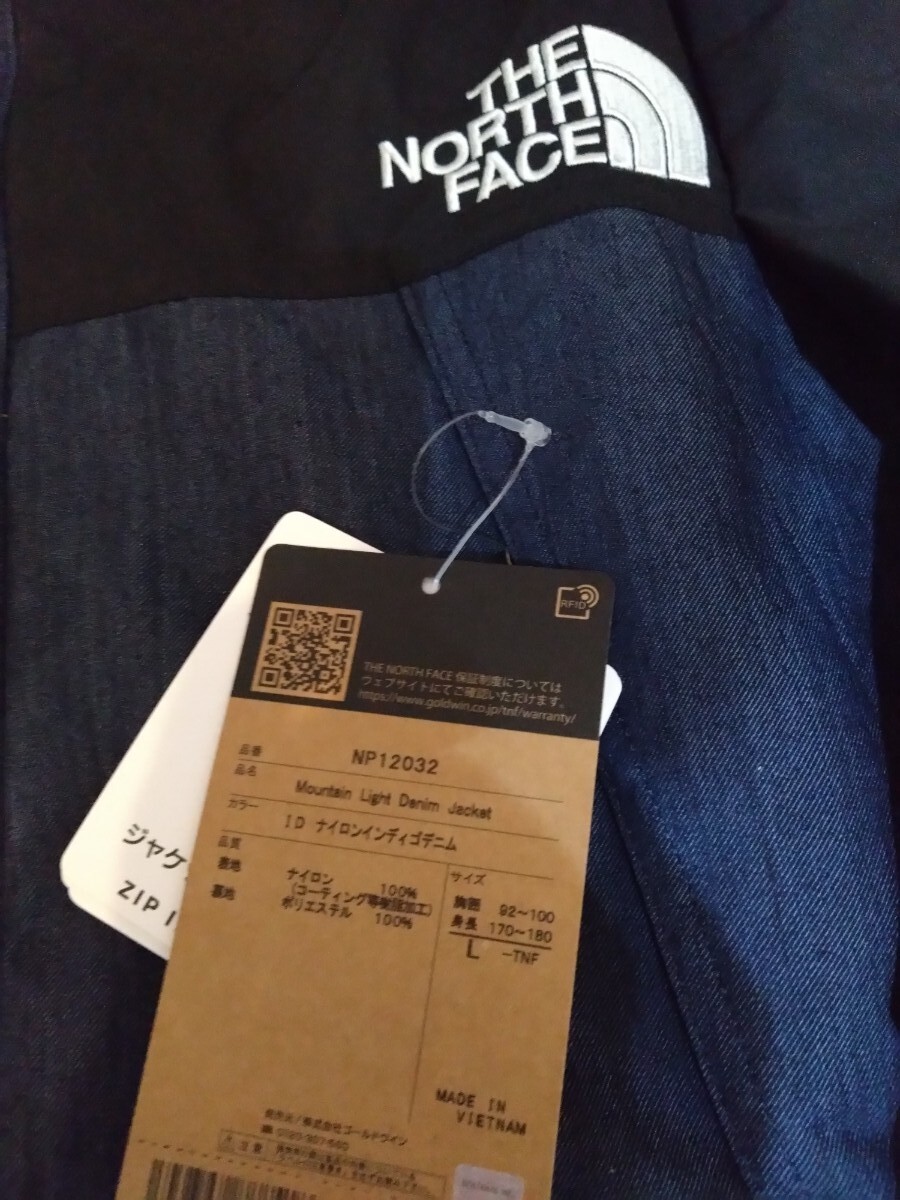 THE
NORTH
FACE
RFID
THE NORTH FACE 保証制度については
ウェブサイトにてご確認いただけます。
https://www.goldwin.co.jp/tnf/warranty/
品番 NP12032
品名 Mountain Light Denim Jacket
カラー ID ナイロンインディゴデニム
品質
表地 ナイロン 100%
(コーティング等樹脂加工)
裏地 ポリエステル 100%
サイズ
胸囲 92~100
身長 170~180
L -TNF
MADE IN
VIETNAM
発売元/株式会社ゴールドウイン
注意
ジャケ
ZIP I